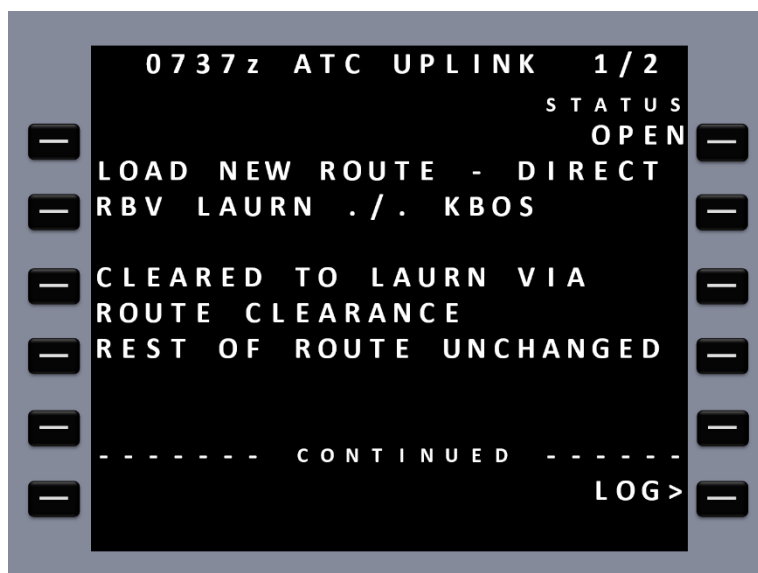 0737z ATC UPLINK 1/2
STATUS
OPEN
LOAD NEW ROUTE - DIRECT
RBV LAURN ./. KBOS
CLEARED TO LAURN VIA
ROUTE CLEARANCE
REST OF ROUTE UNCHANGED
------- CONTINUED ------
LOG>